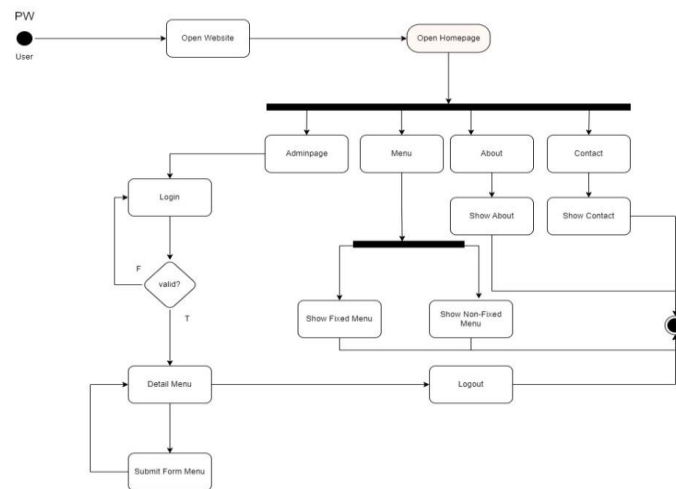 PW
User
Open Website
Open Homepage
Adminpage
Menu
About
Contact
Login
Show About
Show Contact
F
valid?
T
Show Fixed Menu
Show Non-Fixed
Menu
Detail Menu
Logout
Submit Form Menu